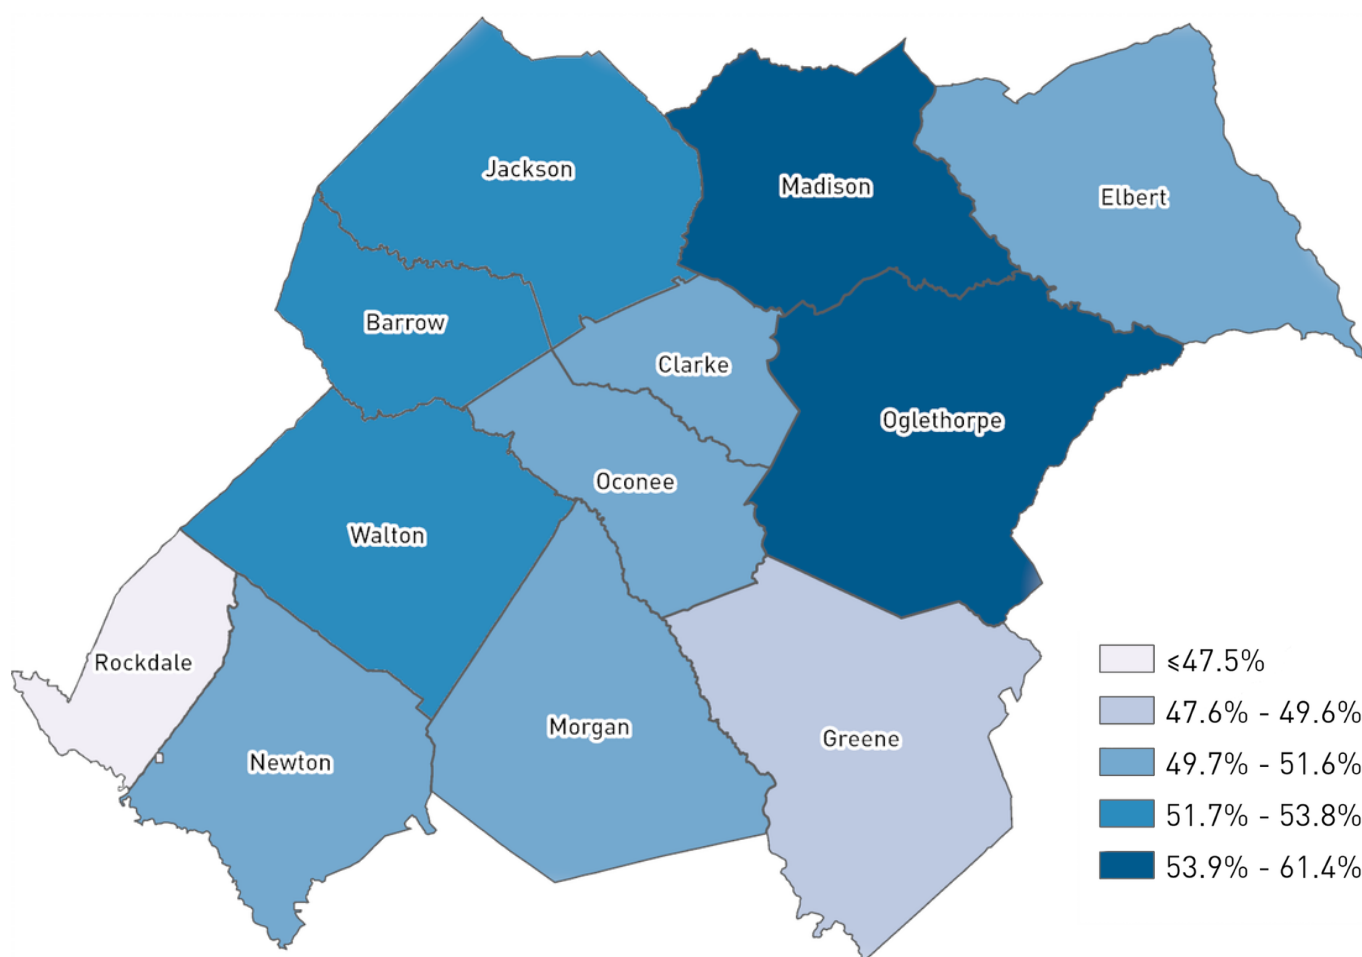 Jackson
Madison
Elbert
Barrow
Clarke
Oglethorpe
Oconee
Walton
Rockdale
Morgan
Greene
Newton
≤47.5%
47.6% - 49.6%
49.7% - 51.6%
51.7% - 53.8%
53.9% - 61.4%